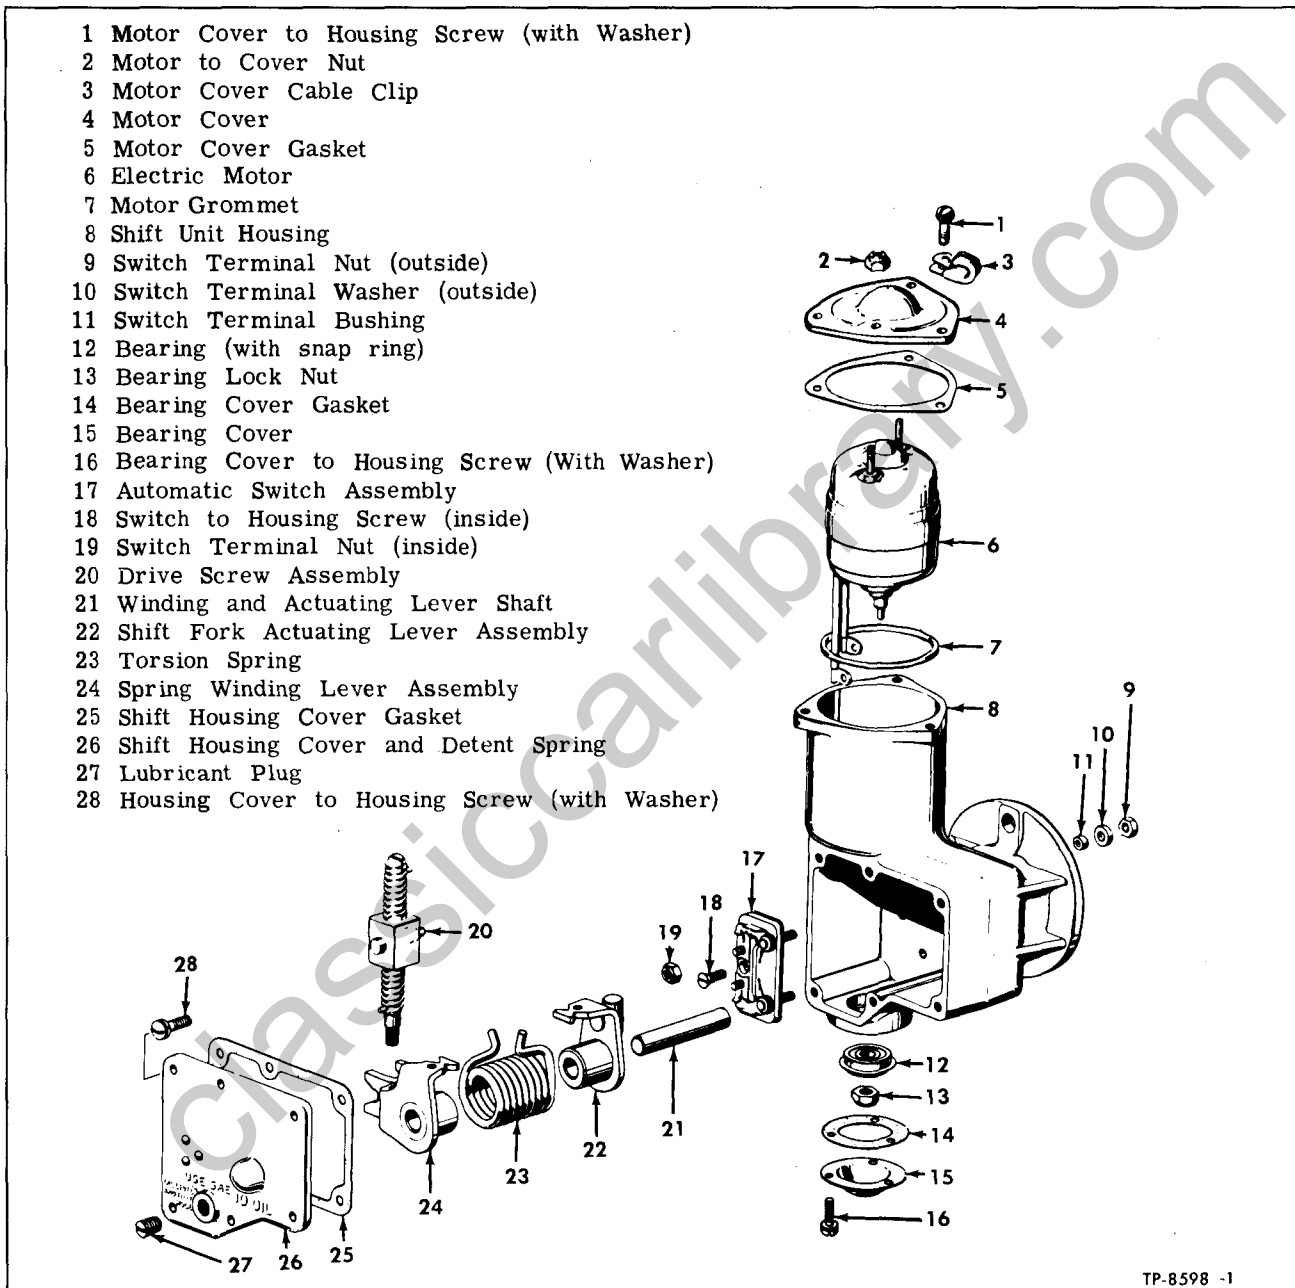 1 Motor Cover to Housing Screw (with Washer)
2 Motor to Cover Nut
3 Motor Cover Cable Clip
4 Motor Cover
5 Motor Cover Gasket
6 Electric Motor
7 Motor Grommet
8 Shift Unit Housing
9 Switch Terminal Nut (outside)
10 Switch Terminal Washer (outside)
11 Switch Terminal Bushing
12 Bearing (with snap ring)
13 Bearing Lock Nut
14 Bearing Cover Gasket
15 Bearing Cover
16 Bearing Cover to Housing Screw (With Washer)
17 Automatic Switch Assembly
18 Switch to Housing Screw (inside)
19 Switch Terminal Nut (inside)
20 Drive Screw Assembly
21 Winding and Actuating Lever Shaft
22 Shift Fork Actuating Lever Assembly
23 Torsion Spring
24 Spring Winding Lever Assembly
25 Shift Housing Cover Gasket
26 Shift Housing Cover and Detent Spring
27 Lubricant Plug
28 Housing Cover to Housing Screw (with Washer)
1
2
3
4
5
6
7
8
9
10
11
17
18
19
20
28
12
13
14
15
16
21
22
23
24
25
26
27
USE SAE 10 OIL
TP-8598 -1
classiccarlibrary.com